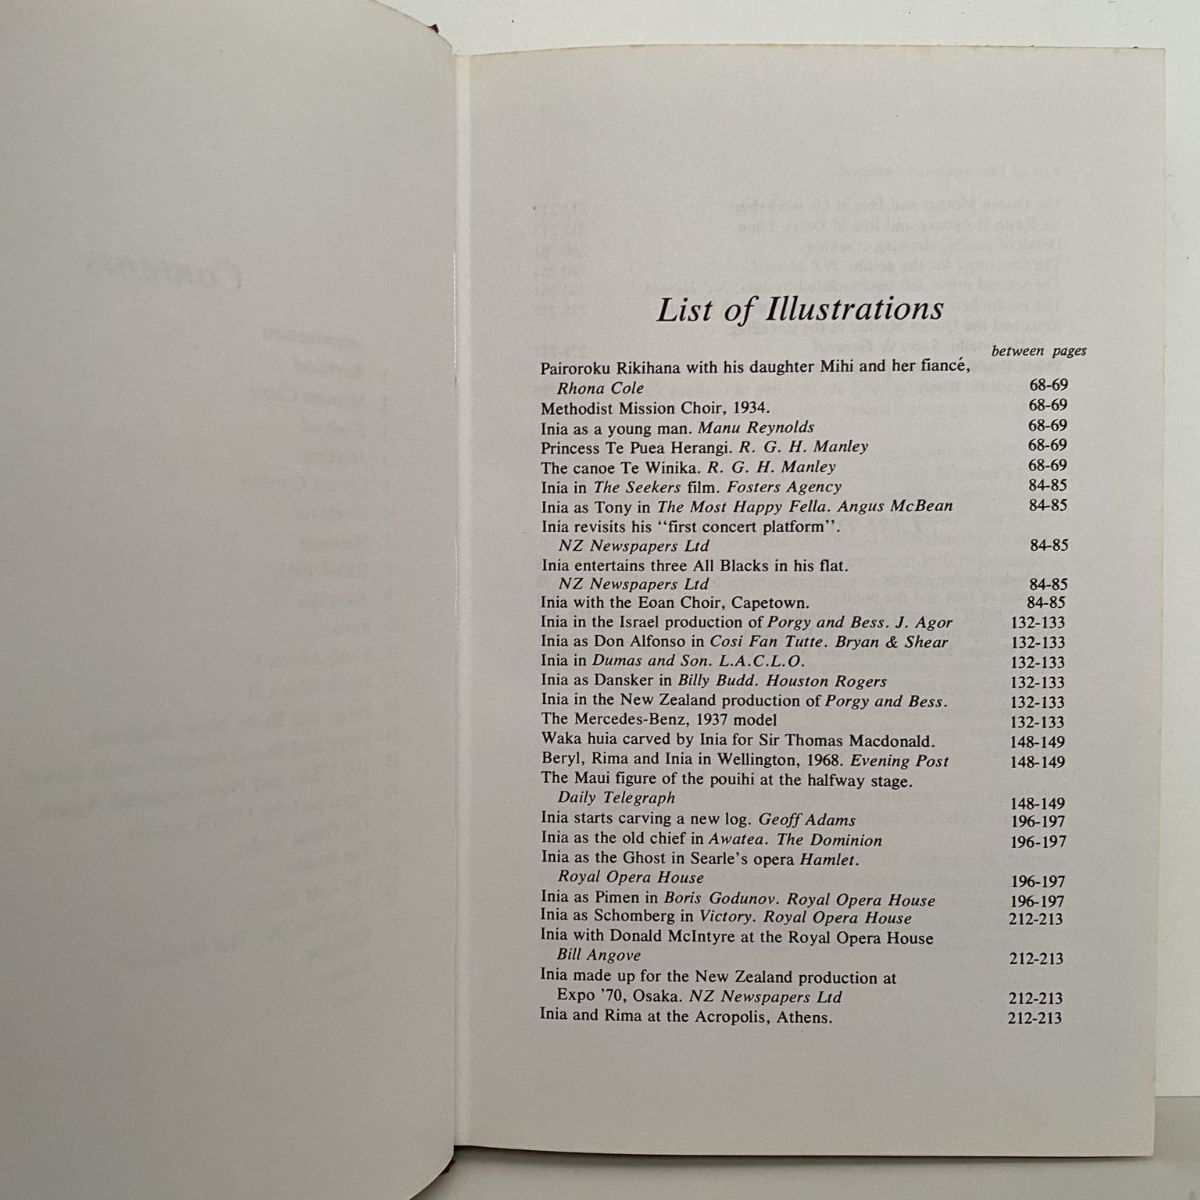 Contents
List of Illustrations
between pages
Pairoroku Rikihana with his daughter Mihi and her fiancé,
Rhona Cole 68-69
Methodist Mission Choir, 1934. 68-69
Inia as a young man. Manu Reynolds 68-69
Princess Te Puea Herangi. R. G. H. Manley 68-69
The canoe Te Winika. R. G. H. Manley 68-69
Inia in The Seekers film. Fosters Agency 84-85
Inia as Tony in The Most Happy Fella. Angus McBean 84-85
Inia revisits his "first concert platform".
NZ Newspapers Ltd 84-85
Inia entertains three All Blacks in his flat.
NZ Newspapers Ltd 84-85
Inia with the Eoan Choir, Capetown. 84-85
Inia in the Israel production of Porgy and Bess. J. Agor 132-133
Inia as Don Alfonso in Cosi Fan Tutte. Bryan & Shear 132-133
Inia in Dumas and Son. L.A.C.L.O. 132-133
Inia as Dansker in Billy Budd. Houston Rogers 132-133
Inia in the New Zealand production of Porgy and Bess. 132-133
The Mercedes-Benz, 1937 model 132-133
Waka huia carved by Inia for Sir Thomas Macdonald. 148-149
Beryl, Rima and Inia in Wellington, 1968. Evening Post 148-149
The Maui figure of the pouihi at the halfway stage.
Daily Telegraph 148-149
Inia starts carving a new log. Geoff Adams 196-197
Inia as the old chief in Awatea. The Dominion 196-197
Inia as the Ghost in Searle's opera Hamlet.
Royal Opera House 196-197
Inia as Pimen in Boris Godunov. Royal Opera House 196-197
Inia as Schomberg in Victory. Royal Opera House 212-213
Inia with Donald McIntyre at the Royal Opera House
Bill Angove 212-213
Inia made up for the New Zealand production at
Expo '70, Osaka. NZ Newspapers Ltd 212-213
Inia and Rima at the Acropolis, Athens. 212-213